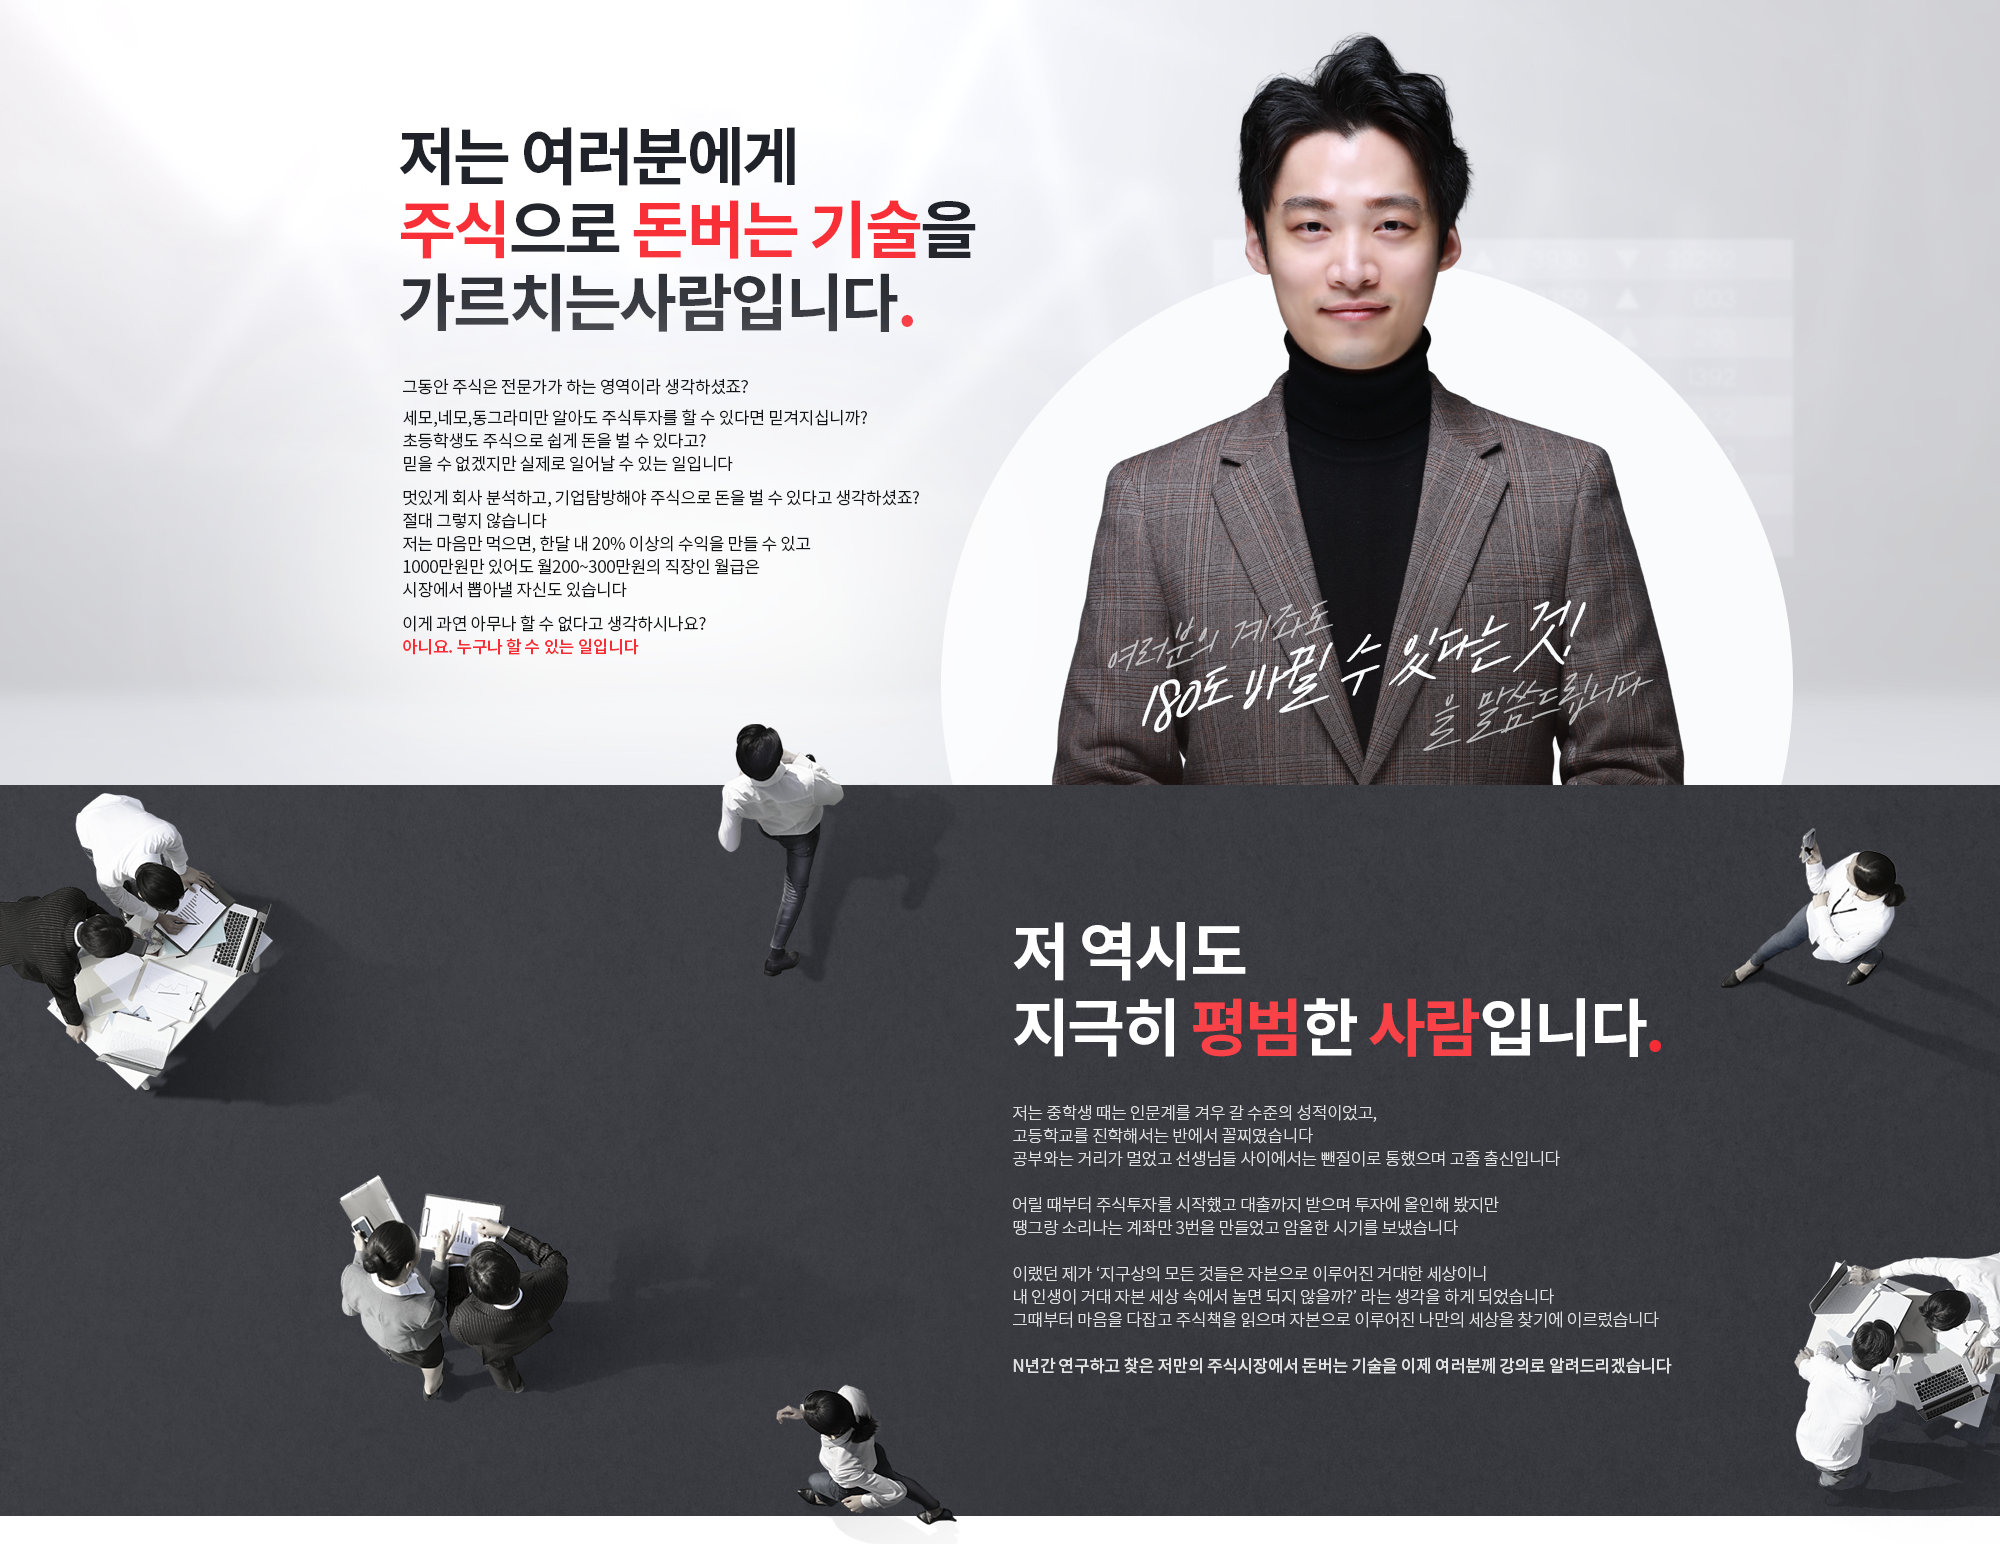 저는 여러분에게
주식으로 돈버는 기술을
가르치는사람입니다.
그동안 주식은 전문가가 하는 영역이라 생각하셨죠?
세모,네모,동그라미만 알아도 주식투자를 할 수 있다면 믿겨지십니까?
초등학생도 주식으로 쉽게 돈을 벌 수 있다고?
믿을 수 없겠지만 실제로 일어날 수 있는 일입니다
멋있게 회사 분석하고, 기업탐방해야 주식으로 돈을 벌 수 있다고 생각하셨죠?
절대 그렇지 않습니다
저는 마음만 먹으면, 한달 내 20% 이상의 수익을 만들 수 있고
1000만원만 있어도 월200~300만원의 직장인 월급은
시장에서 뽑아낼 자신도 있습니다
이게 과연 아무나 할 수 없다고 생각하시나요?
아니요. 누구나 할 수 있는 일입니다
여러분의 계좌도
180도 바뀔 수 있다는 것!
을 말씀드립니다
저 역시도
지극히 평범한 사람입니다.
저는 중학생 때는 인문계를 겨우 갈 수준의 성적이었고,
고등학교를 진학해서는 반에서 꼴찌였습니다
공부와는 거리가 멀었고 선생님들 사이에서는 뺀질이로 통했으며 고졸 출신입니다
어릴 때부터 주식투자를 시작했고 대출까지 받으며 투자에 올인해 봤지만
땡그랑 소리나는 계좌만 3번을 만들었고 암울한 시기를 보냈습니다
이랬던 제가 ‘지구상의 모든 것들은 자본으로 이루어진 거대한 세상이니
내 인생이 거대 자본 세상 속에서 놀면 되지 않을까?’ 라는 생각을 하게 되었습니다
그때부터 마음을 다잡고 주식책을 읽으며 자본으로 이루어진 나만의 세상을 찾기에 이르렀습니다
N년간 연구하고 찾은 저만의 주식시장에서 돈버는 기술을 이제 여러분께 강의로 알려드리겠습니다